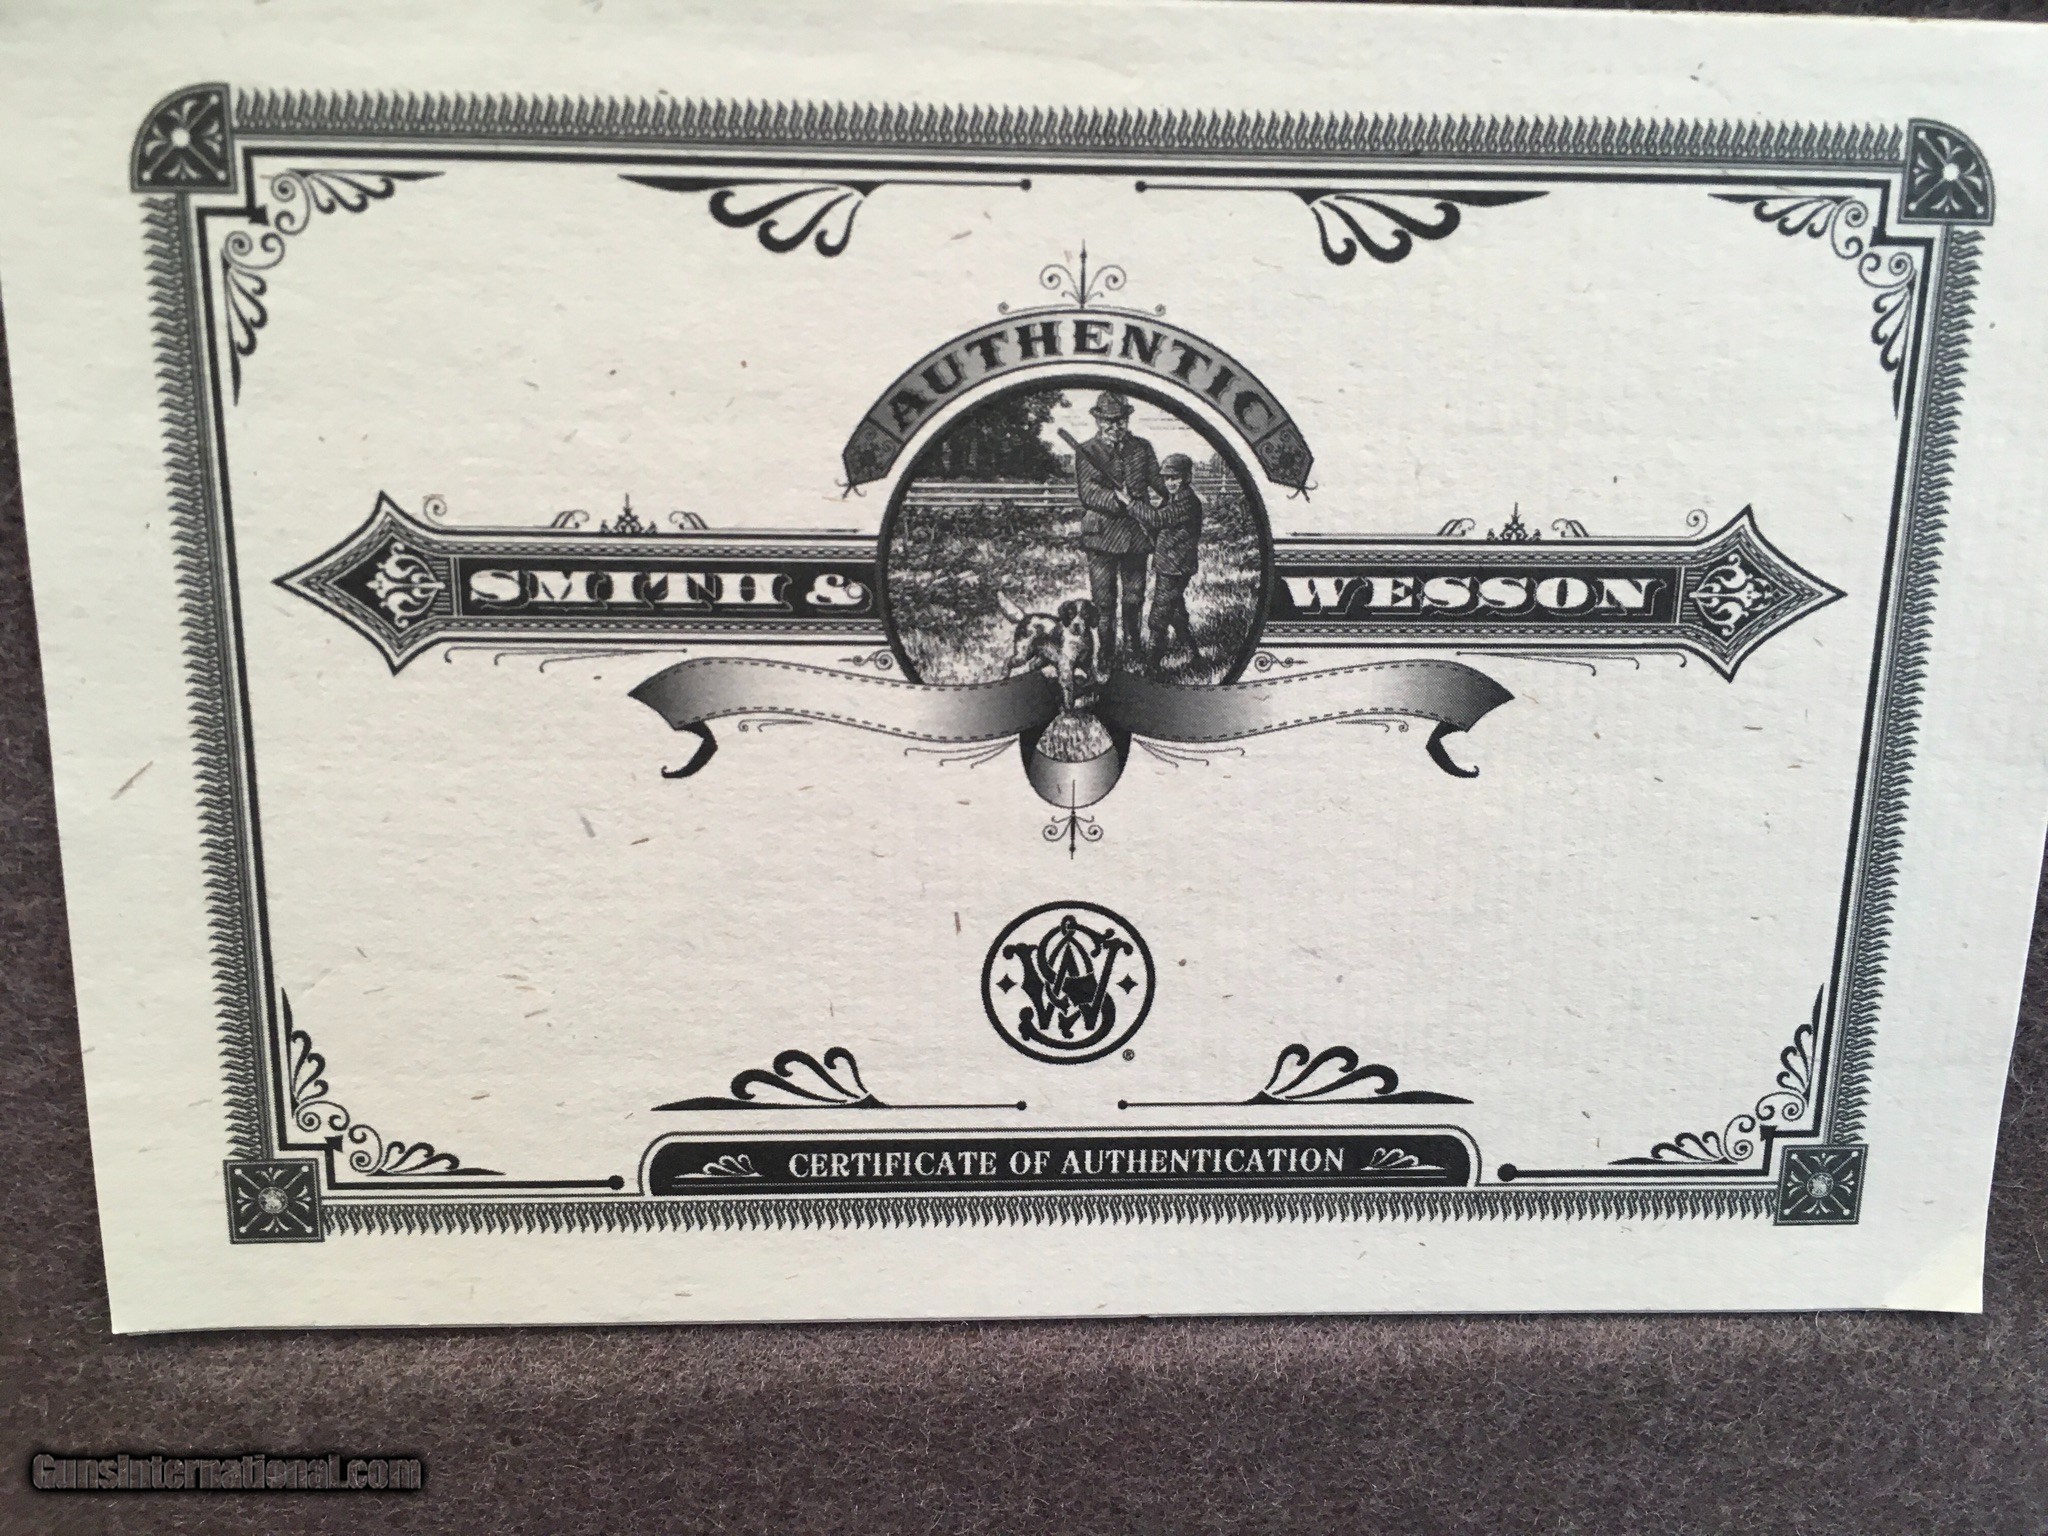 AUTHENTIC
SMITH & WESSON
S&W
®
CERTIFICATE OF AUTHENTICATION
GunsInternational.com